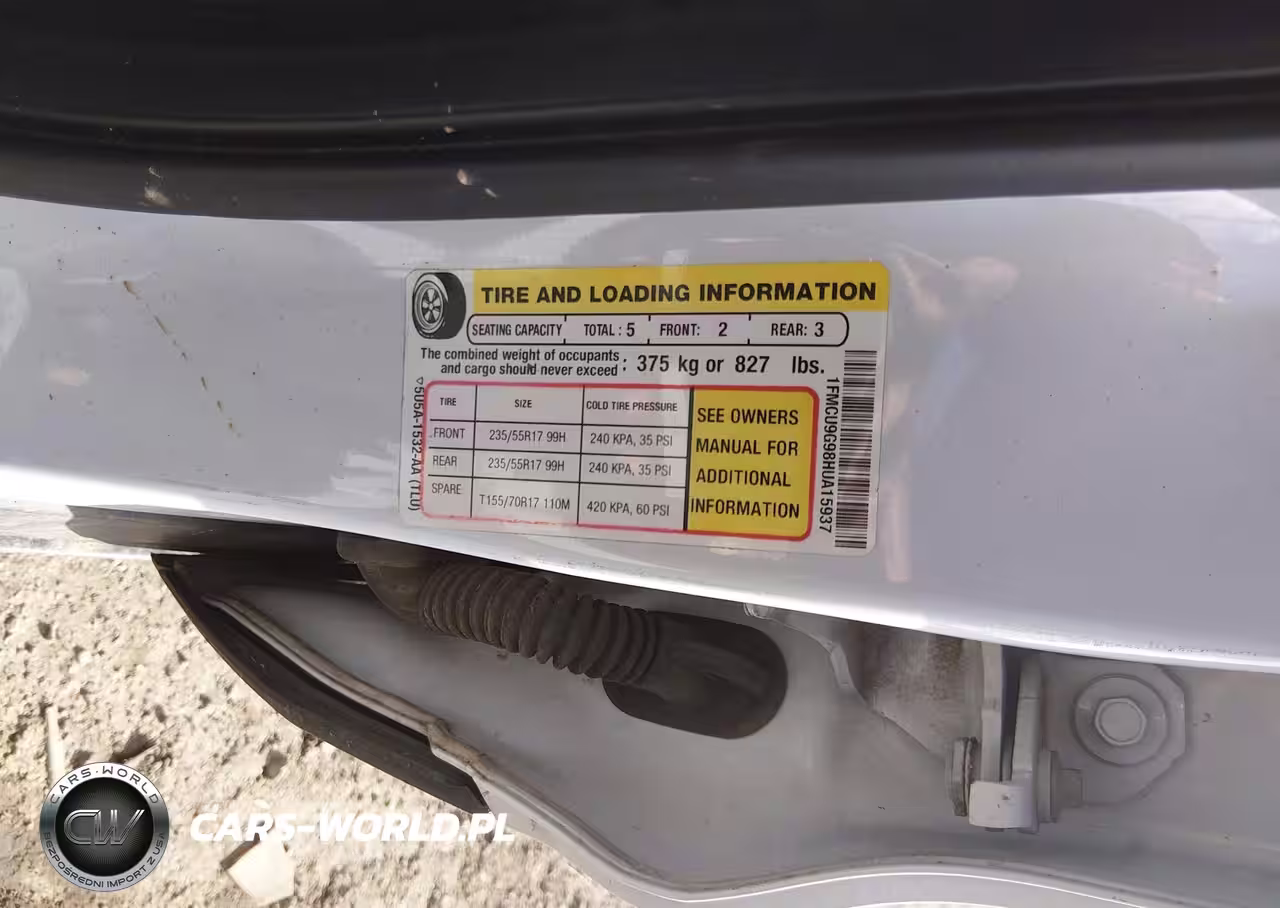 TIRE AND LOADING INFORMATION
SEATING CAPACITY TOTAL : 5 FRONT: 2 REAR: 3
The combined weight of occupants
and cargo should never exceed : 375 kg or 827 lbs.
TIRE SIZE COLD TIRE PRESSURE
FRONT 235/55R17 99H 240 KPA, 35 PSI
REAR 235/55R17 99H 240 KPA, 35 PSI
SPARE T155/70R17 110M 420 KPA, 60 PSI
SEE OWNERS
MANUAL FOR
ADDITIONAL
INFORMATION
5U5A-1532-AA (TLU)
1FMCU9G98HUA15937
CARS-WORLD
CW
BEZPOŚREDNI IMPORT Z USA
CARS-WORLD.PL